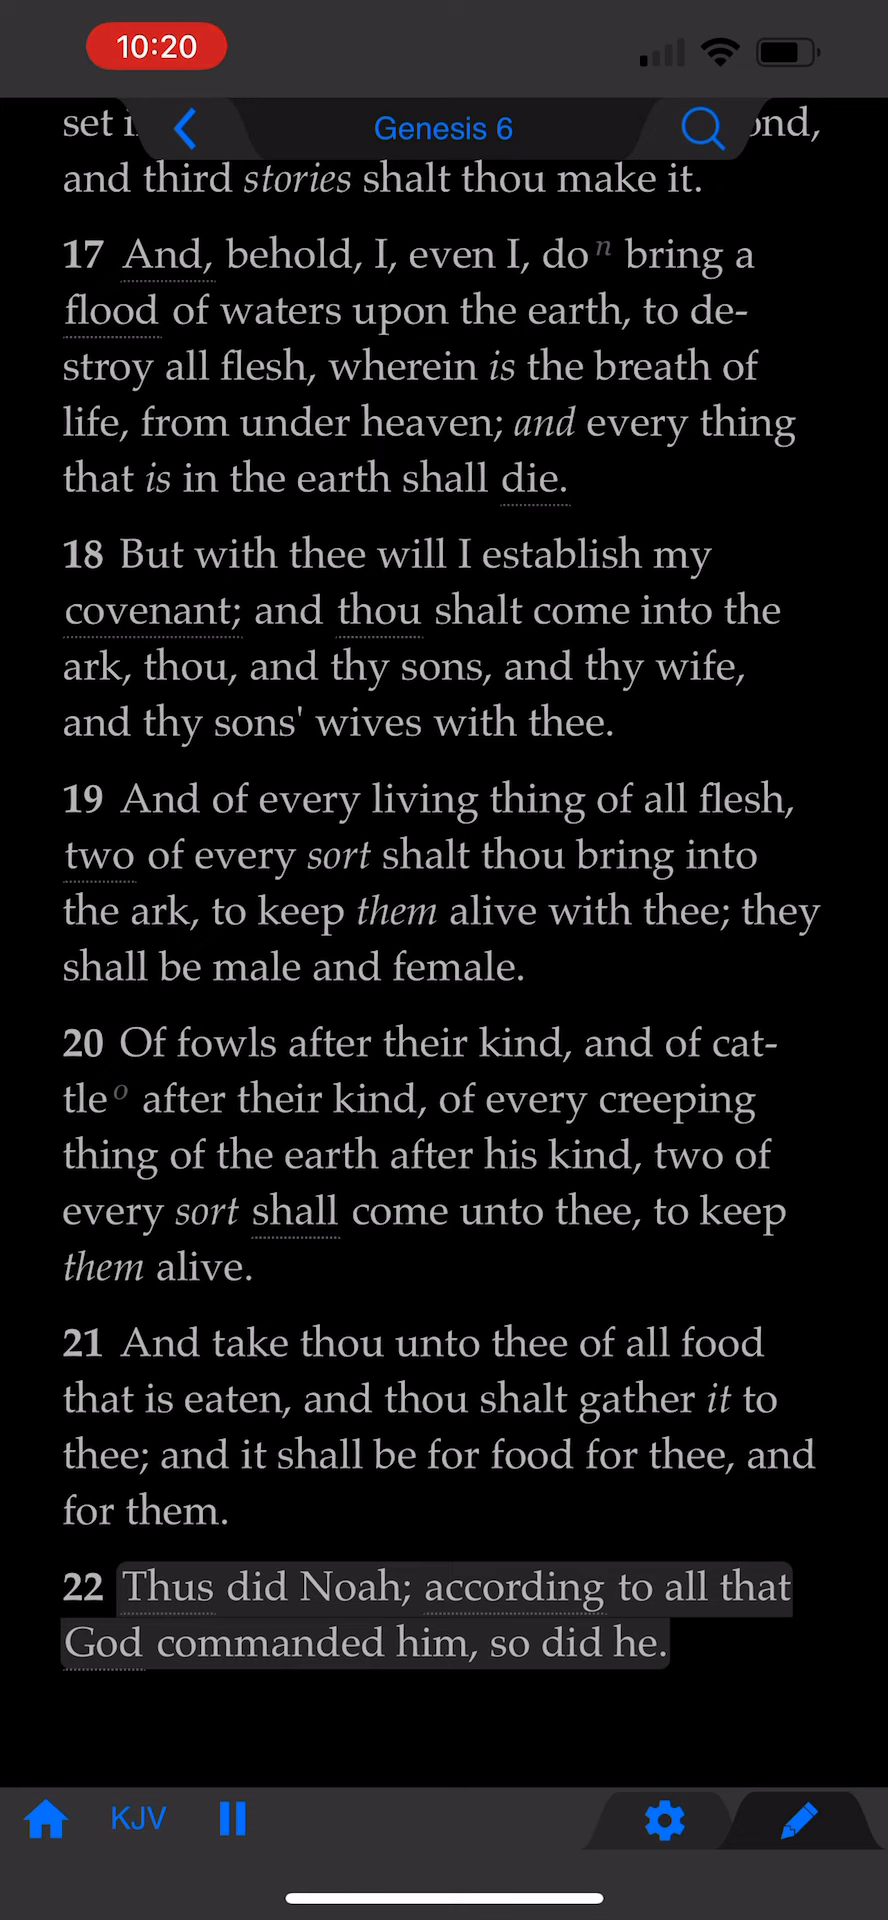 10:20
set i
Genesis 6
ond,
and third stories shalt thou make it.
17 And, behold, I, even I, do n bring a
flood of waters upon the earth, to de-
stroy all flesh, wherein is the breath of
life, from under heaven; and every thing
that is in the earth shall die.
18 But with thee will I establish my
covenant; and thou shalt come into the
ark, thou, and thy sons, and thy wife,
and thy sons' wives with thee.
19 And of every living thing of all flesh,
two of every sort shalt thou bring into
the ark, to keep them alive with thee; they
shall be male and female.
20 Of fowls after their kind, and of cat-
tle o after their kind, of every creeping
thing of the earth after his kind, two of
every sort shall come unto thee, to keep
them alive.
21 And take thou unto thee of all food
that is eaten, and thou shalt gather it to
thee; and it shall be for food for thee, and
for them.
22 Thus did Noah; according to all that
God commanded him, so did he.
KJV